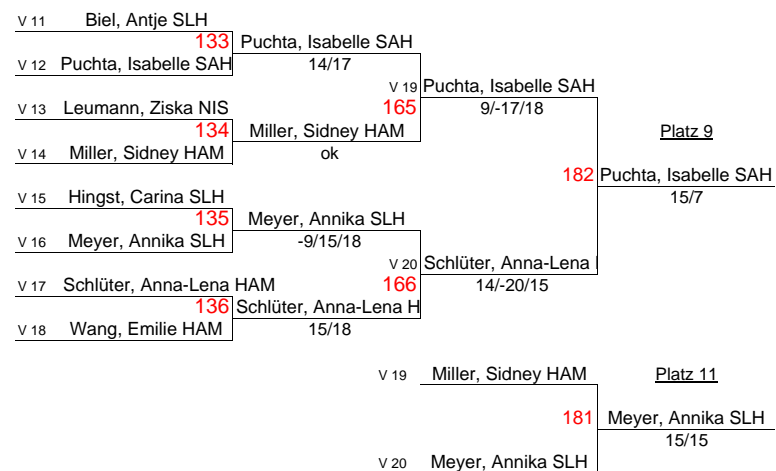 V 11 Biel, Antje SLH
133 Puchta, Isabelle SAH
V 12 Puchta, Isabelle SAH 14/17
V 19 Puchta, Isabelle SAH
V 13 Leumann, Ziska NIS 165 9/-17/18
134 Miller, Sidney HAM Platz 9
V 14 Miller, Sidney HAM ok
182 Puchta, Isabelle SAH
V 15 Hingst, Carina SLH 15/7
135 Meyer, Annika SLH
V 16 Meyer, Annika SLH -9/15/18
V 20 Schlüter, Anna-Lena
V 17 Schlüter, Anna-Lena HAM 166 14/-20/15
136 Schlüter, Anna-Lena H
V 18 Wang, Emilie HAM 15/18
V 19 Miller, Sidney HAM Platz 11
181 Meyer, Annika SLH
15/15
V 20 Meyer, Annika SLH